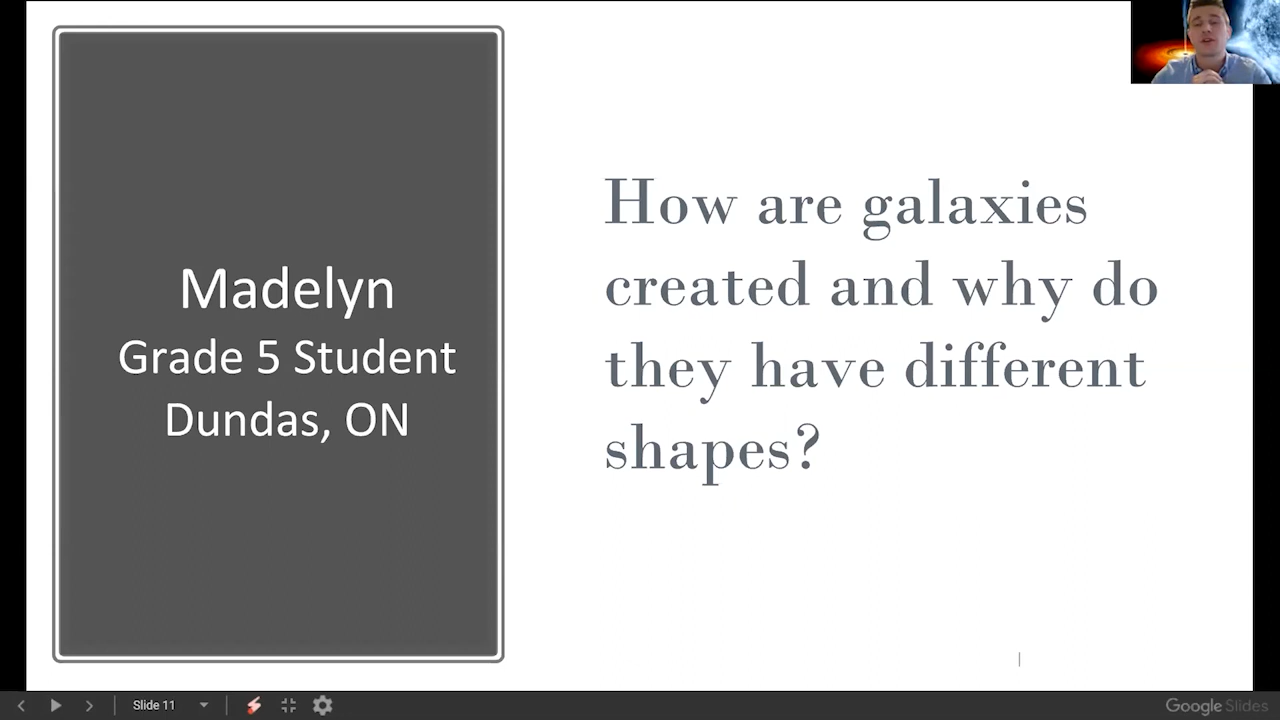 Madelyn
Grade 5 Student
Dundas, ON
How are galaxies
created and why do
they have different
shapes?
Slide 11
Google Slides